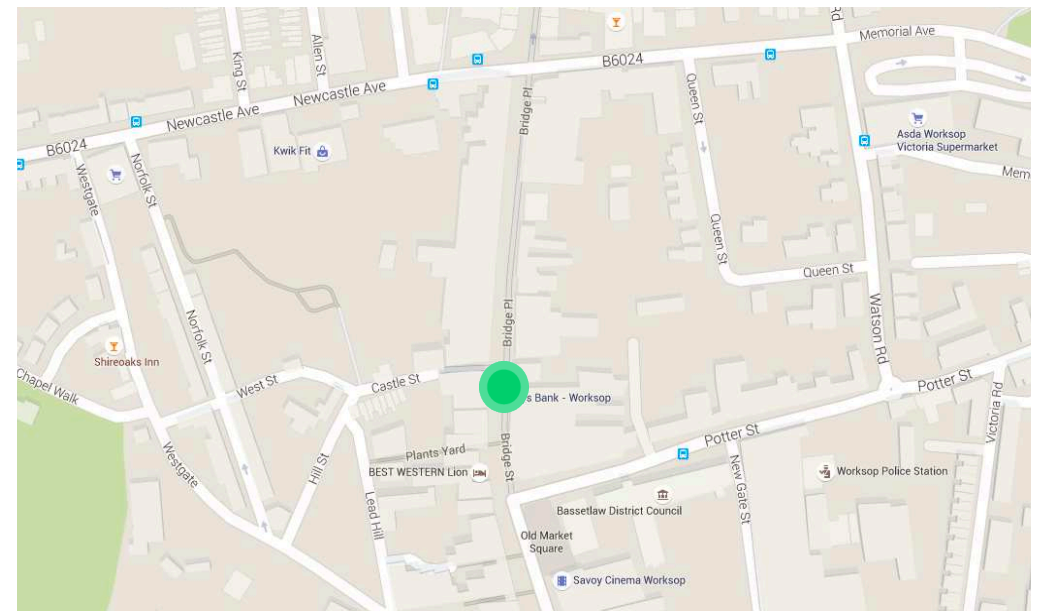 Memorial Ave
Rd
B6024
King St
Allen St
Newcastle Ave
Newcastle Ave
B6024
Bridge Pl
Queen St
Asda Worksop
Victoria Supermarket
Kwik Fit
Westgate
Norfolk St
Mem
Queen St
Queen St
Bridge Pl
Norfolk St
Watson Rd
Shireoaks Inn
Chapel Walk
West St
Castle St
s Bank - Worksop
Potter St
Victoria Rd
Potter St
Plants Yard
Bridge St
BEST WESTERN Lion
Hill St
Westgate
Lead Hill
New Gate St
Worksop Police Station
Bassetlaw District Council
Old Market
Square
Savoy Cinema Worksop